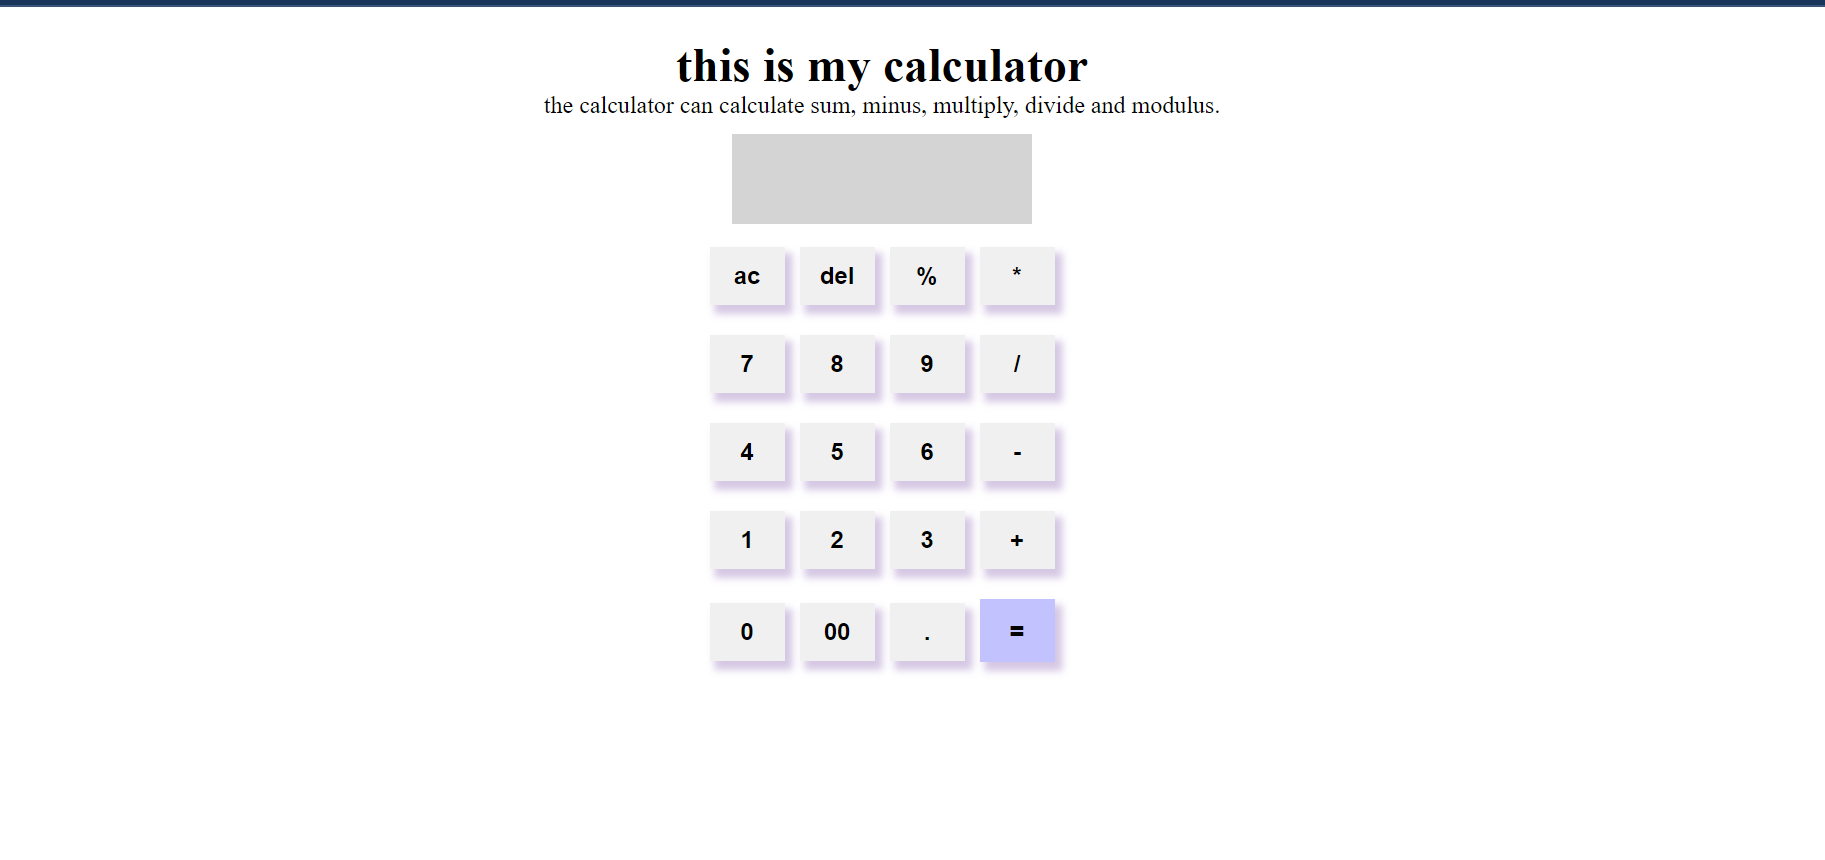 this is my calculator
the calculator can calculate sum, minus, multiply, divide and modulus.
ac del % *
7 8 9 /
4 5 6 -
1 2 3 +
0 00 . =